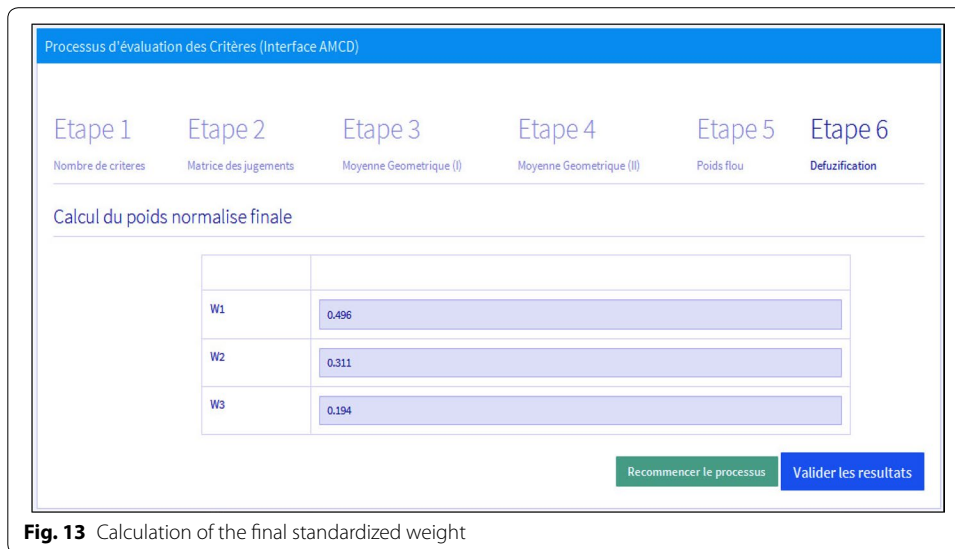 Processus d'évaluation des Critères (Interface AMCD)
Etape 1 Etape 2 Etape 3 Etape 4 Etape 5 Etape 6
Nombre de criteres Matrice des jugements Moyenne Geometrique (I) Moyenne Geometrique (II) Poids flou Defuzification
Calcul du poids normalise finale
W1 0.496
W2 0.311
W3 0.194
Recommencer le processus Valider les resultats
Fig. 13 Calculation of the final standardized weight